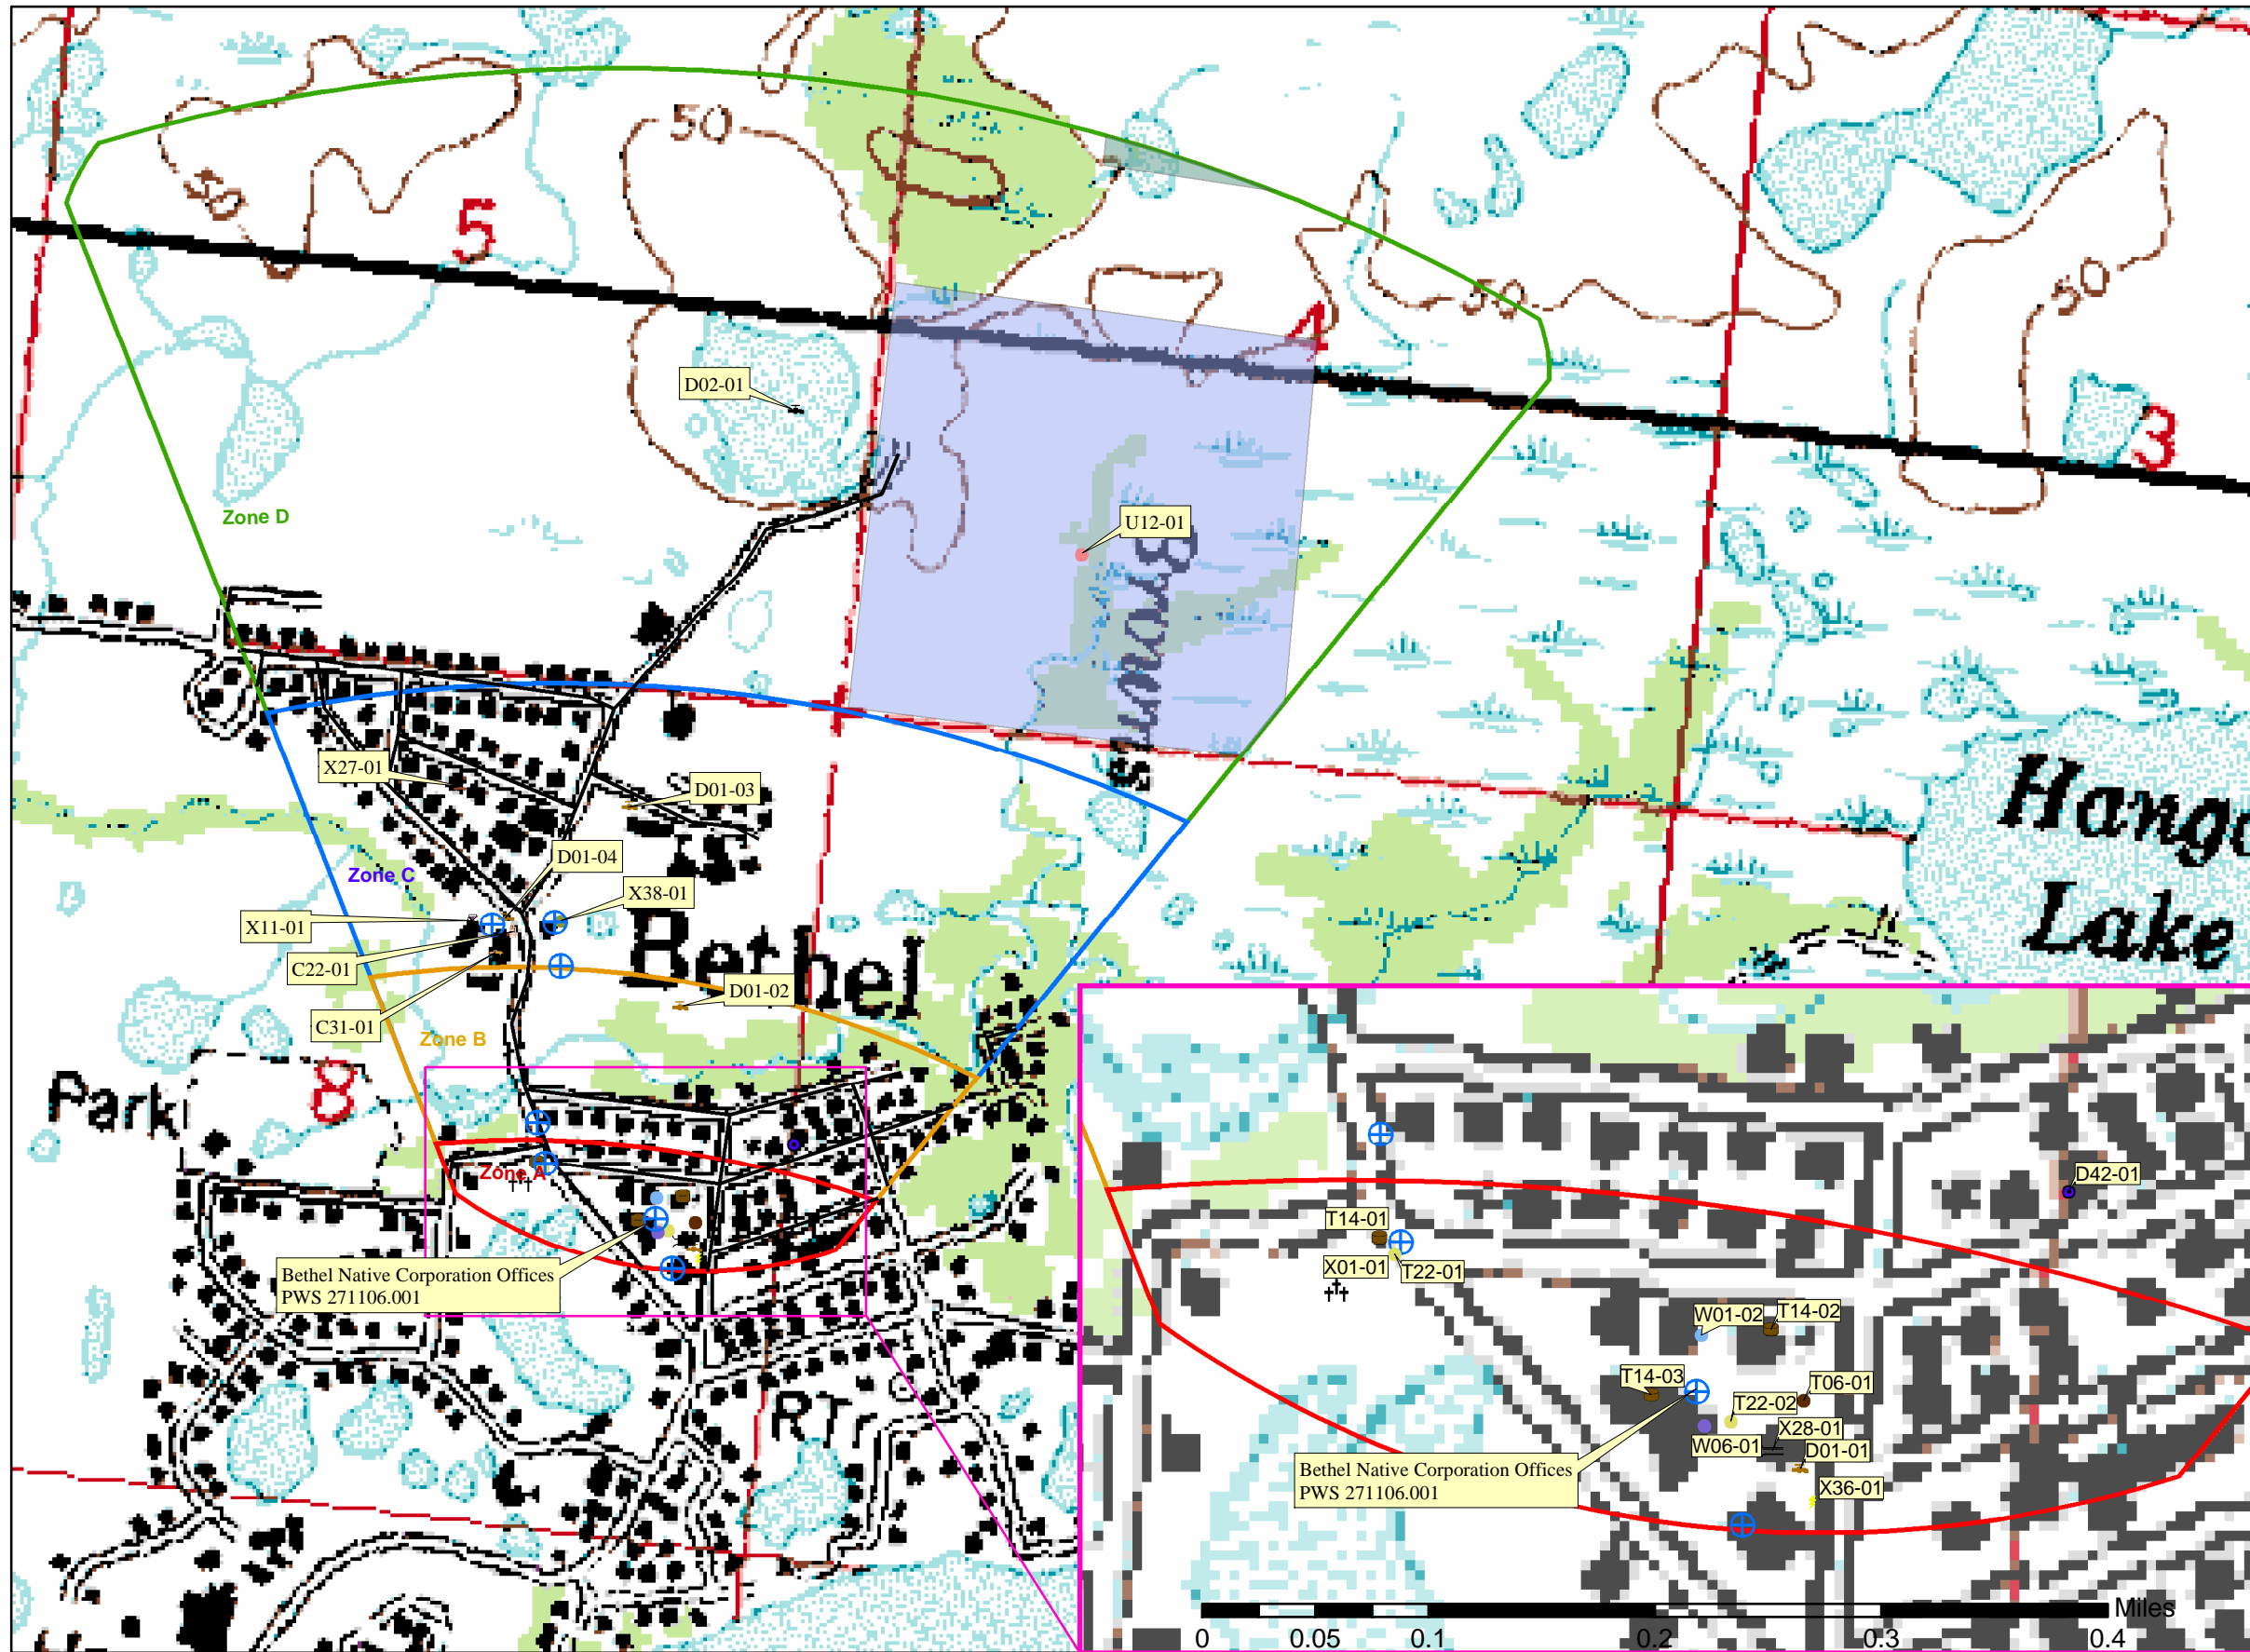 50
50
5
4
50
50
D02-01
3
Zone D
U12-01
Browns
X27-01
D01-03
Hango
Lake
D01-04
Zone C
X38-01
X11-01
Bethel
C22-01
D01-02
C31-01
Zone B
Park
8
Zone A
Bethel Native Corporation Offices
PWS 271106.001
RT
D42-01
T14-01
X01-01
T22-01
W01-02
T14-02
T14-03
T06-01
T22-02
X28-01
W06-01
D01-01
X36-01
Bethel Native Corporation Offices
PWS 271106.001
Miles
0
0.05
0.1
0.2
0.3
0.4